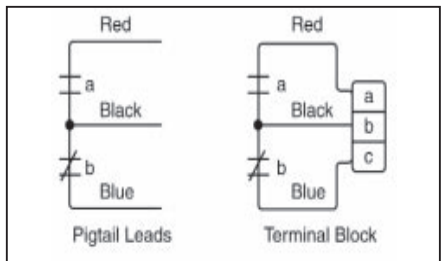 Red
a
Black
b
Blue
Pigtail Leads
Red
a
Black
b
Blue
a
b
c
Terminal Block